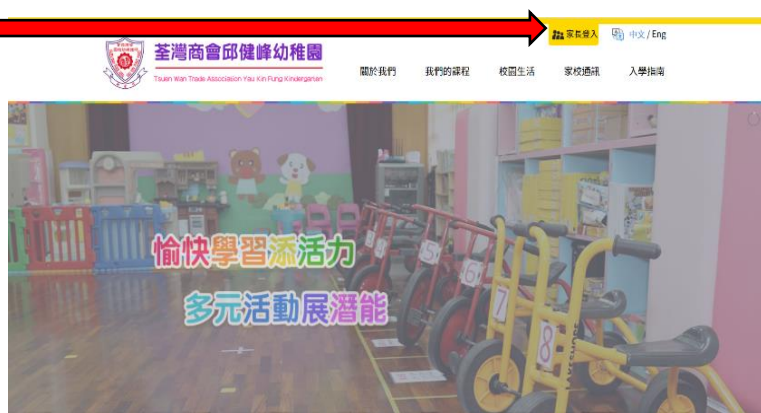 家長登入 中文 / Eng
荃灣商會邱健峰幼稚園
Tsuen Wan Trade Association Yau Kin Fung Kindergarten
關於我們 我們的課程 校園生活 家校通訊 入學指南
愉快學習添活力
多元活動展潛能
5
6
7
8